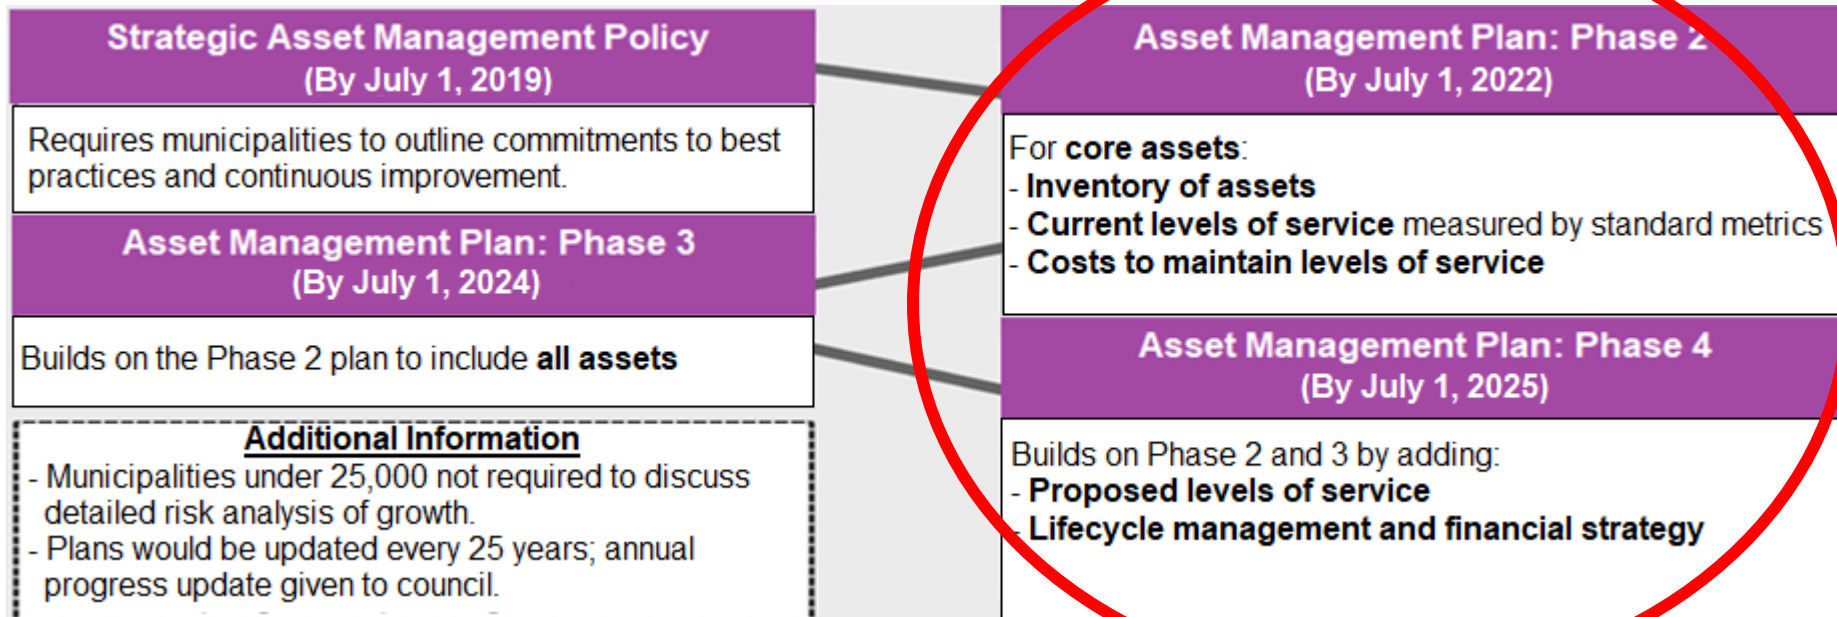 Strategic Asset Management Policy
(By July 1, 2019)
Requires municipalities to outline commitments to best
practices and continuous improvement.
Asset Management Plan: Phase 2
(By July 1, 2022)
For core assets:
- Inventory of assets
- Current levels of service measured by standard metrics
- Costs to maintain levels of service
Asset Management Plan: Phase 3
(By July 1, 2024)
Builds on the Phase 2 plan to include all assets
Asset Management Plan: Phase 4
(By July 1, 2025)
Builds on Phase 2 and 3 by adding:
- Proposed levels of service
- Lifecycle management and financial strategy
Additional Information
- Municipalities under 25,000 not required to discuss
detailed risk analysis of growth.
- Plans would be updated every 25 years; annual
progress update given to council.